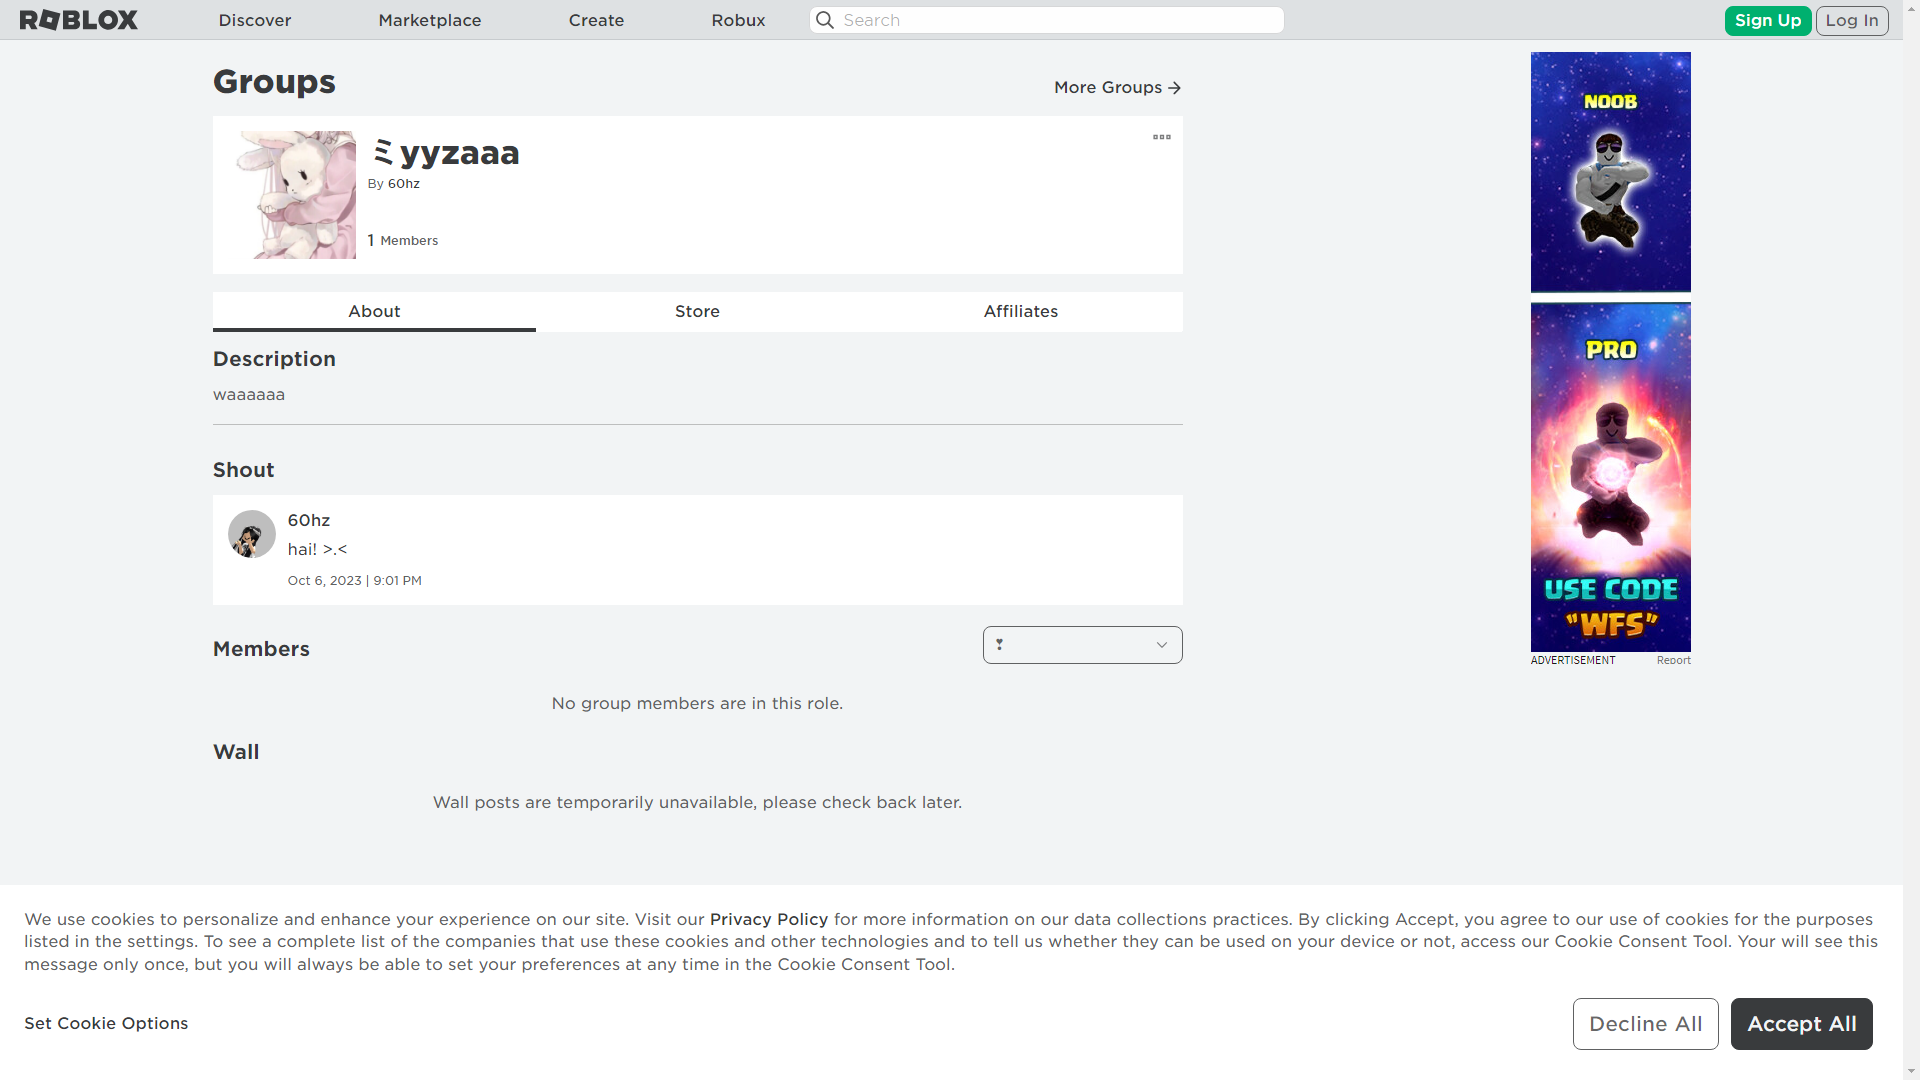 ROBLOX
Discover
Marketplace
Create
Robux
Search
Sign Up
Log In
Groups
More Groups
ミyyzaaa
By 60hz
1 Members
About
Store
Affiliates
Description
waaaaaa
Shout
60hz
hai! >.<
Oct 6, 2023 | 9:01 PM
Members
❣
No group members are in this role.
Wall
Wall posts are temporarily unavailable, please check back later.
NOOB
PRO
USE CODE
"WFS"
ADVERTISEMENT
Report
We use cookies to personalize and enhance your experience on our site. Visit our Privacy Policy for more information on our data collections practices. By clicking Accept, you agree to our use of cookies for the purposes
listed in the settings. To see a complete list of the companies that use these cookies and other technologies and to tell us whether they can be used on your device or not, access our Cookie Consent Tool. Your will see this
message only once, but you will always be able to set your preferences at any time in the Cookie Consent Tool.
Set Cookie Options
Decline All
Accept All